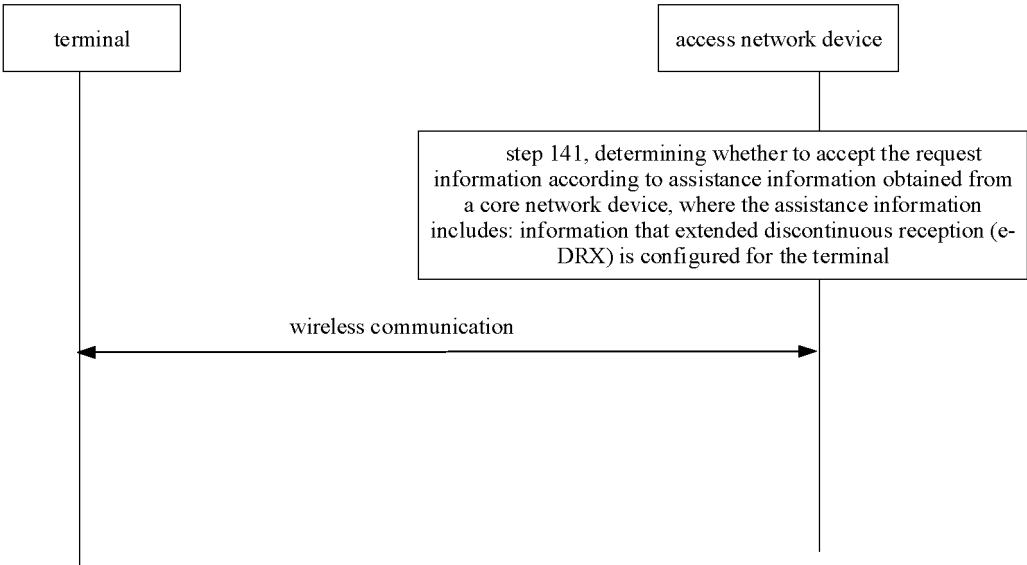 terminal
access network device
step 141, determining whether to accept the request
information according to assistance information obtained from
a core network device, where the assistance information
includes: information that extended discontinuous reception (e-
DRX) is configured for the terminal
wireless communication